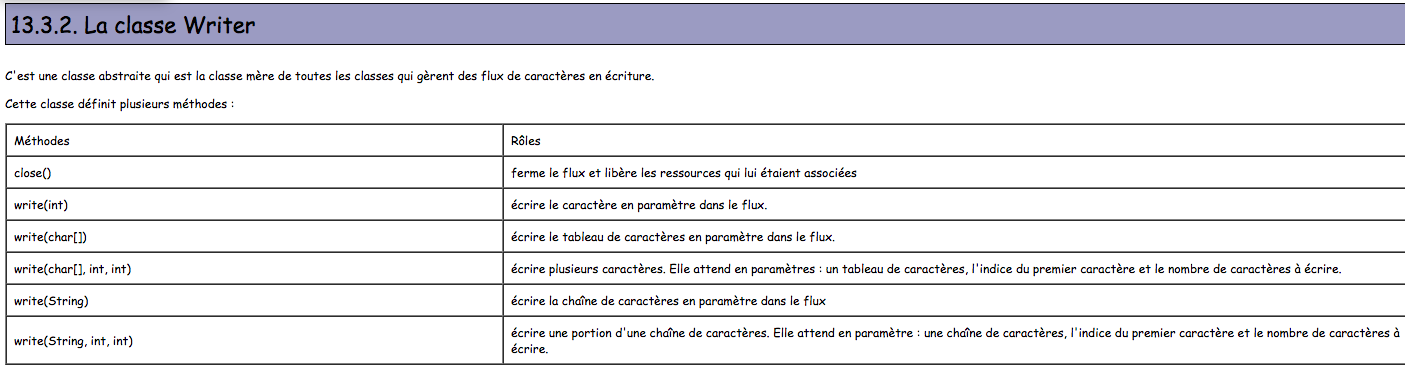 13.3.2. La classe Writer
C'est une classe abstraite qui est la classe mère de toutes les classes qui gèrent des flux de caractères en écriture.
Cette classe définit plusieurs méthodes :
Méthodes Rôles
close() ferme le flux et libère les ressources qui lui étaient associées
write(int) écrire le caractère en paramètre dans le flux.
write(char[]) écrire le tableau de caractères en paramètre dans le flux.
write(char[], int, int) écrire plusieurs caractères. Elle attend en paramètres : un tableau de caractères, l'indice du premier caractère et le nombre de caractères à écrire.
write(String) écrire la chaîne de caractères en paramètre dans le flux
write(String, int, int) écrire une portion d'une chaîne de caractères. Elle attend en paramètre : une chaîne de caractères, l'indice du premier caractère et le nombre de caractères à
écrire.